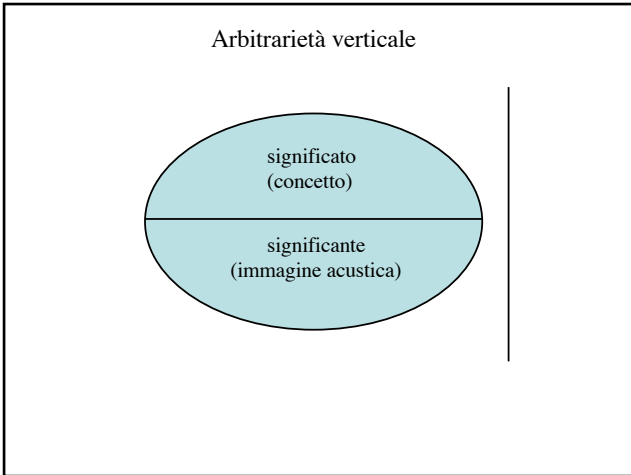 Arbitrarietà verticale
significato
(concetto)
significante
(immagine acustica)